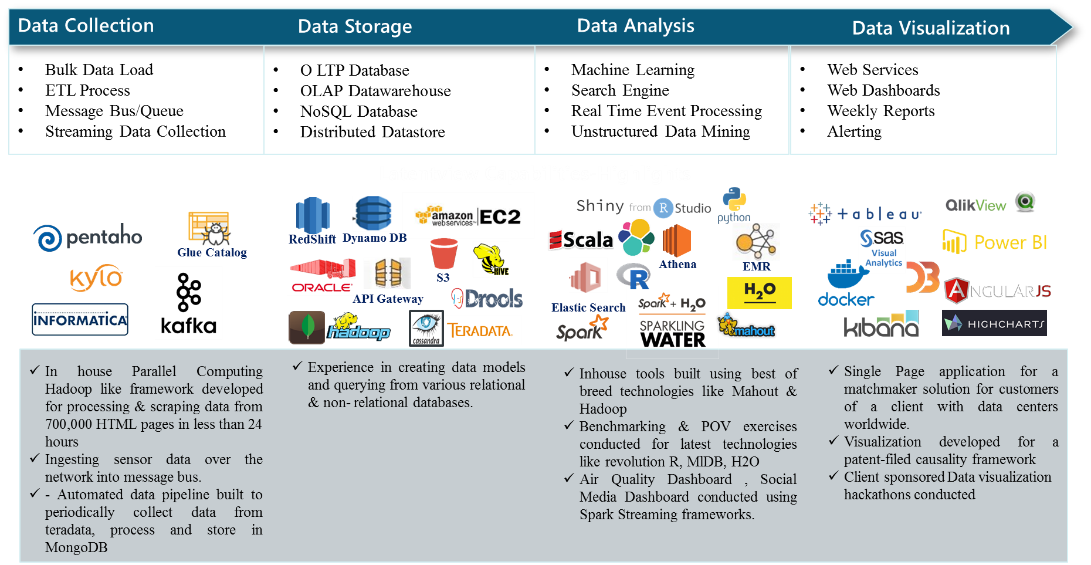 Data Collection
Data Storage
Data Analysis
Data Visualization
• Bulk Data Load
• ETL Process
• Message Bus/Queue
• Streaming Data Collection
• O LTP Database
• OLAP Datawarehouse
• NoSQL Database
• Distributed Datastore
• Machine Learning
• Search Engine
• Real Time Event Processing
• Unstructured Data Mining
• Web Services
• Web Dashboards
• Weekly Reports
• Alerting
pentaho
Glue Catalog
kylo
kafka
INFORMATICA
RedShift
Dynamo DB
amazon
webservices
EC2
ORACLE
API Gateway
S3
HIVE
Drools
hadoop
cassandra
TERADATA
Shiny from R Studio
python
Scala
Athena
EMR
Elastic Search
R
Spark + H2O
H2O
Spark
SPARKLING
WATER
mahout
+ableau
QlikView
sas
Visual
Analytics
Power BI
docker
D3
ANGULARJS
kibana
HIGHCHARTS
✓ In house Parallel Computing
Hadoop like framework developed
for processing & scraping data from
700,000 HTML pages in less than 24
hours
✓ Ingesting sensor data over the
network into message bus.
✓ - Automated data pipeline built to
periodically collect data from
teradata, process and store in
MongoDB
✓ Experience in creating data models
and querying from various relational
& non- relational databases.
✓ Inhouse tools built using best of
breed technologies like Mahout &
Hadoop
✓ Benchmarking & POV exercises
conducted for latest technologies
like revolution R, MIDB, H2O
✓ Air Quality Dashboard , Social
Media Dashboard conducted using
Spark Streaming frameworks.
✓ Single Page application for a
matchmaker solution for customers
of a client with data centers
worldwide.
✓ Visualization developed for a
patent-filed causality framework
✓ Client sponsored Data visualization
hackathons conducted